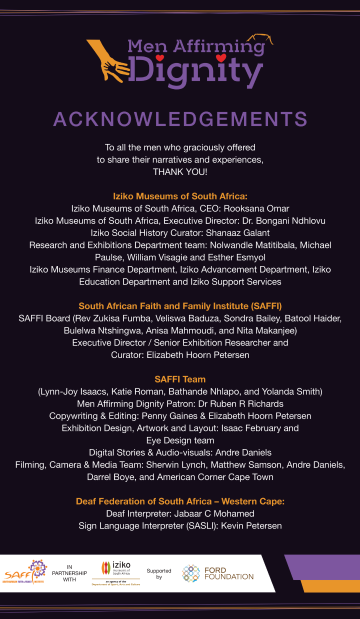 Men Affirming
Dignity
ACKNOWLEDGEMENTS
To all the men who graciously offered
to share their narratives and experiences,
THANK YOU!
Iziko Museums of South Africa:
Iziko Museums of South Africa, CEO: Rooksana Omar
Iziko Museums of South Africa, Executive Director: Dr. Bongani Ndhlovu
Iziko Social History Curator: Shanaaz Galant
Research and Exhibitions Department team: Nolwandle Matitibala, Michael
Paulse, William Visagie and Esther Esmyol
Iziko Museums Finance Department, Iziko Advancement Department, Iziko
Education Department and Iziko Support Services
South African Faith and Family Institute (SAFFI)
SAFFI Board (Rev Zukisa Fumba, Veliswa Baduza, Sondra Bailey, Batool Haider,
Bulelwa Ntshingwa, Anisa Mahmoudi, and Nita Makanjee)
Executive Director / Senior Exhibition Researcher and
Curator: Elizabeth Hoorn Petersen
SAFFI Team
(Lynn-Joy Isaacs, Katie Roman, Bathande Nhlapo, and Yolanda Smith)
Men Affirming Dignity Patron: Dr Ruben R Richards
Copywriting & Editing: Penny Gaines & Elizabeth Hoorn Petersen
Exhibition Design, Artwork and Layout: Isaac February and
Eye Design team
Digital Stories & Audio-visuals: Andre Daniels
Filming, Camera & Media Team: Sherwin Lynch, Matthew Samson, Andre Daniels,
Darrel Boye, and American Corner Cape Town
Deaf Federation of South Africa – Western Cape:
Deaf Interpreter: Jabaar C Mohamed
Sign Language Interpreter (SASLI): Kevin Petersen
SAFFI
IN
PARTNERSHIP
WITH
iziko
museums of
South Africa
Supported
by
FORD
FOUNDATION